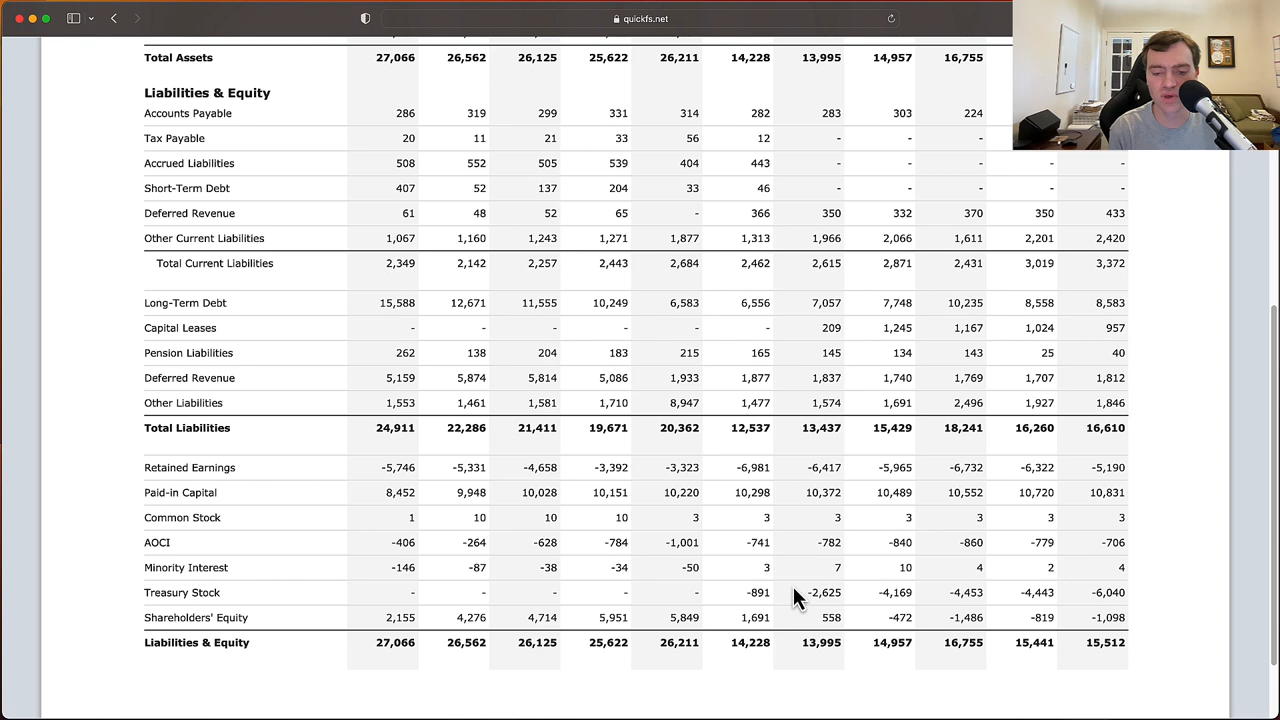 quickfs.net
Total Assets 27,066 26,562 26,125 25,622 26,211 14,228 13,995 14,957 16,755
Liabilities & Equity
Accounts Payable 286 319 299 331 314 282 283 303 224
Tax Payable 20 11 21 33 56 12 - - -
Accrued Liabilities 508 552 505 539 404 443 - - - - -
Short-Term Debt 407 52 137 204 33 46 - - - - -
Deferred Revenue 61 48 52 65 - 366 350 332 370 350 433
Other Current Liabilities 1,067 1,160 1,243 1,271 1,877 1,313 1,966 2,066 1,611 2,201 2,420
Total Current Liabilities 2,349 2,142 2,257 2,443 2,684 2,462 2,615 2,871 2,431 3,019 3,372
Long-Term Debt 15,588 12,671 11,555 10,249 6,583 6,556 7,057 7,748 10,235 8,558 8,583
Capital Leases - - - - - - 209 1,245 1,167 1,024 957
Pension Liabilities 262 138 204 183 215 165 145 134 143 25 40
Deferred Revenue 5,159 5,874 5,814 5,086 1,933 1,877 1,837 1,740 1,769 1,707 1,812
Other Liabilities 1,553 1,461 1,581 1,710 8,947 1,477 1,574 1,691 2,496 1,927 1,846
Total Liabilities 24,911 22,286 21,411 19,671 20,362 12,537 13,437 15,429 18,241 16,260 16,610
Retained Earnings -5,746 -5,331 -4,658 -3,392 -3,323 -6,981 -6,417 -5,965 -6,732 -6,322 -5,190
Paid-in Capital 8,452 9,948 10,028 10,151 10,220 10,298 10,372 10,489 10,552 10,720 10,831
Common Stock 1 10 10 10 3 3 3 3 3 3 3
AOCI -406 -264 -628 -784 -1,001 -741 -782 -840 -860 -779 -706
Minority Interest -146 -87 -38 -34 -50 3 7 10 4 2 4
Treasury Stock - - - - - -891 -2,625 -4,169 -4,453 -4,443 -6,040
Shareholders' Equity 2,155 4,276 4,714 5,951 5,849 1,691 558 -472 -1,486 -819 -1,098
Liabilities & Equity 27,066 26,562 26,125 25,622 26,211 14,228 13,995 14,957 16,755 15,441 15,512